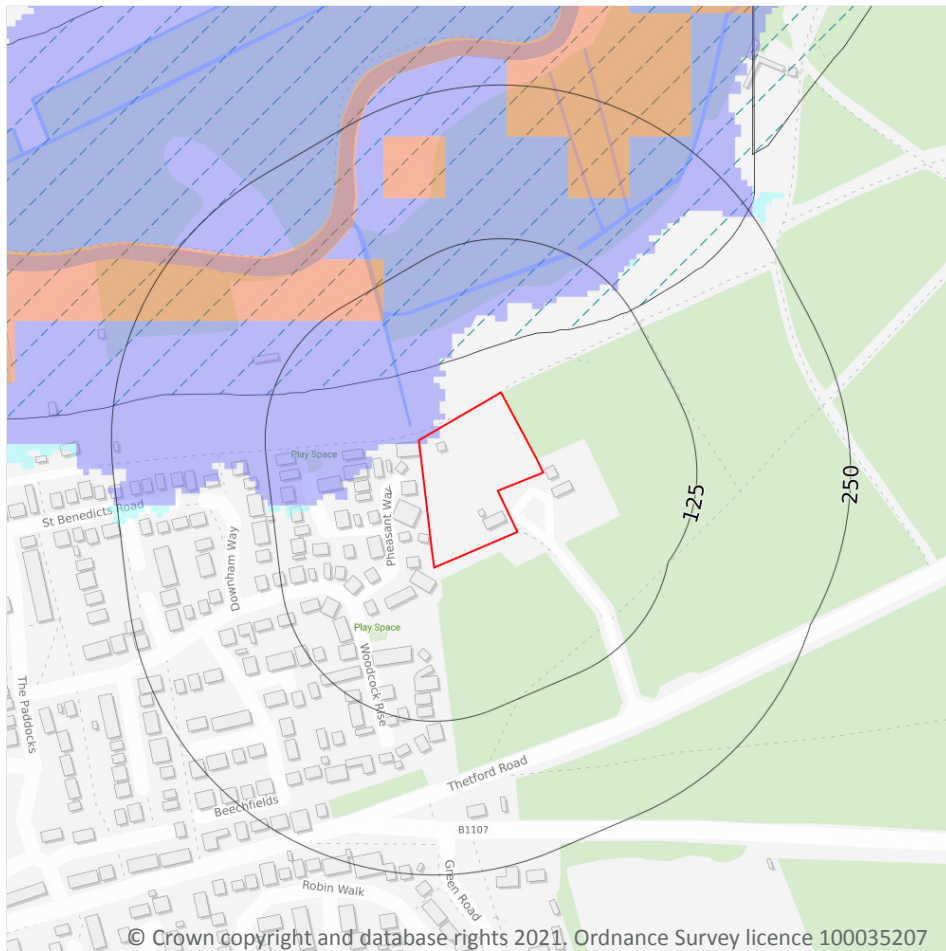 Play Space
St Benedicts Road
Pheasant Way
Downham Way
125
250
Play Space
Woodcock Rise
The Paddocks
Thetford Road
Beechfields
B1107
Green Road
Robin Walk
© Crown copyright and database rights 2021. Ordnance Survey licence 100035207